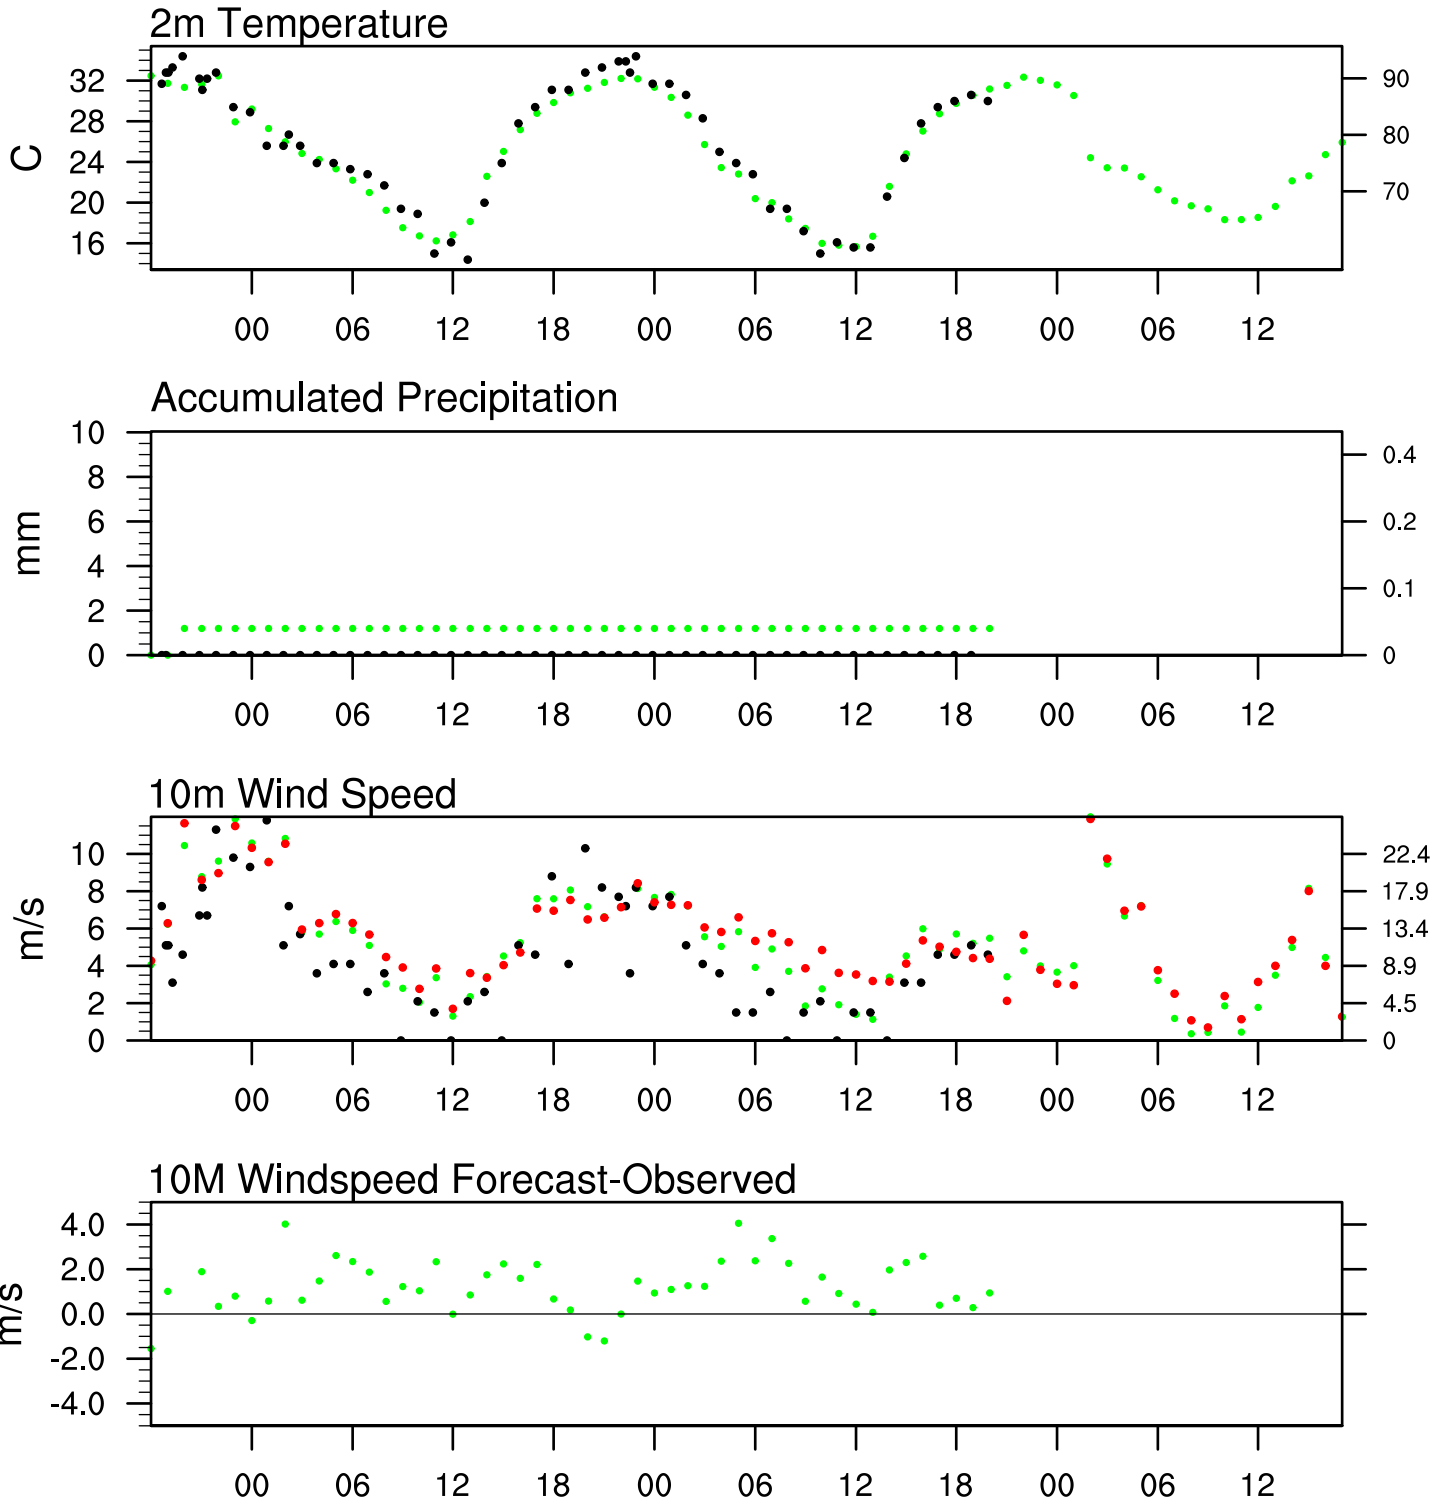 2m Temperature
32 90
28
80
C
24
20 70
16
00 06 12 18 00 06 12 18 00 06 12
Accumulated Precipitation
10
0.4
8
6 0.2
mm
4
0.1
2
0 0
00 06 12 18 00 06 12 18 00 06 12
10m Wind Speed
10 22.4
8 17.9
6 13.4
m/s
4 8.9
2 4.5
0 0
00 06 12 18 00 06 12 18 00 06 12
10M Windspeed Forecast-Observed
4.0
2.0
0.0
m/s
-2.0
-4.0
00 06 12 18 00 06 12 18 00 06 12